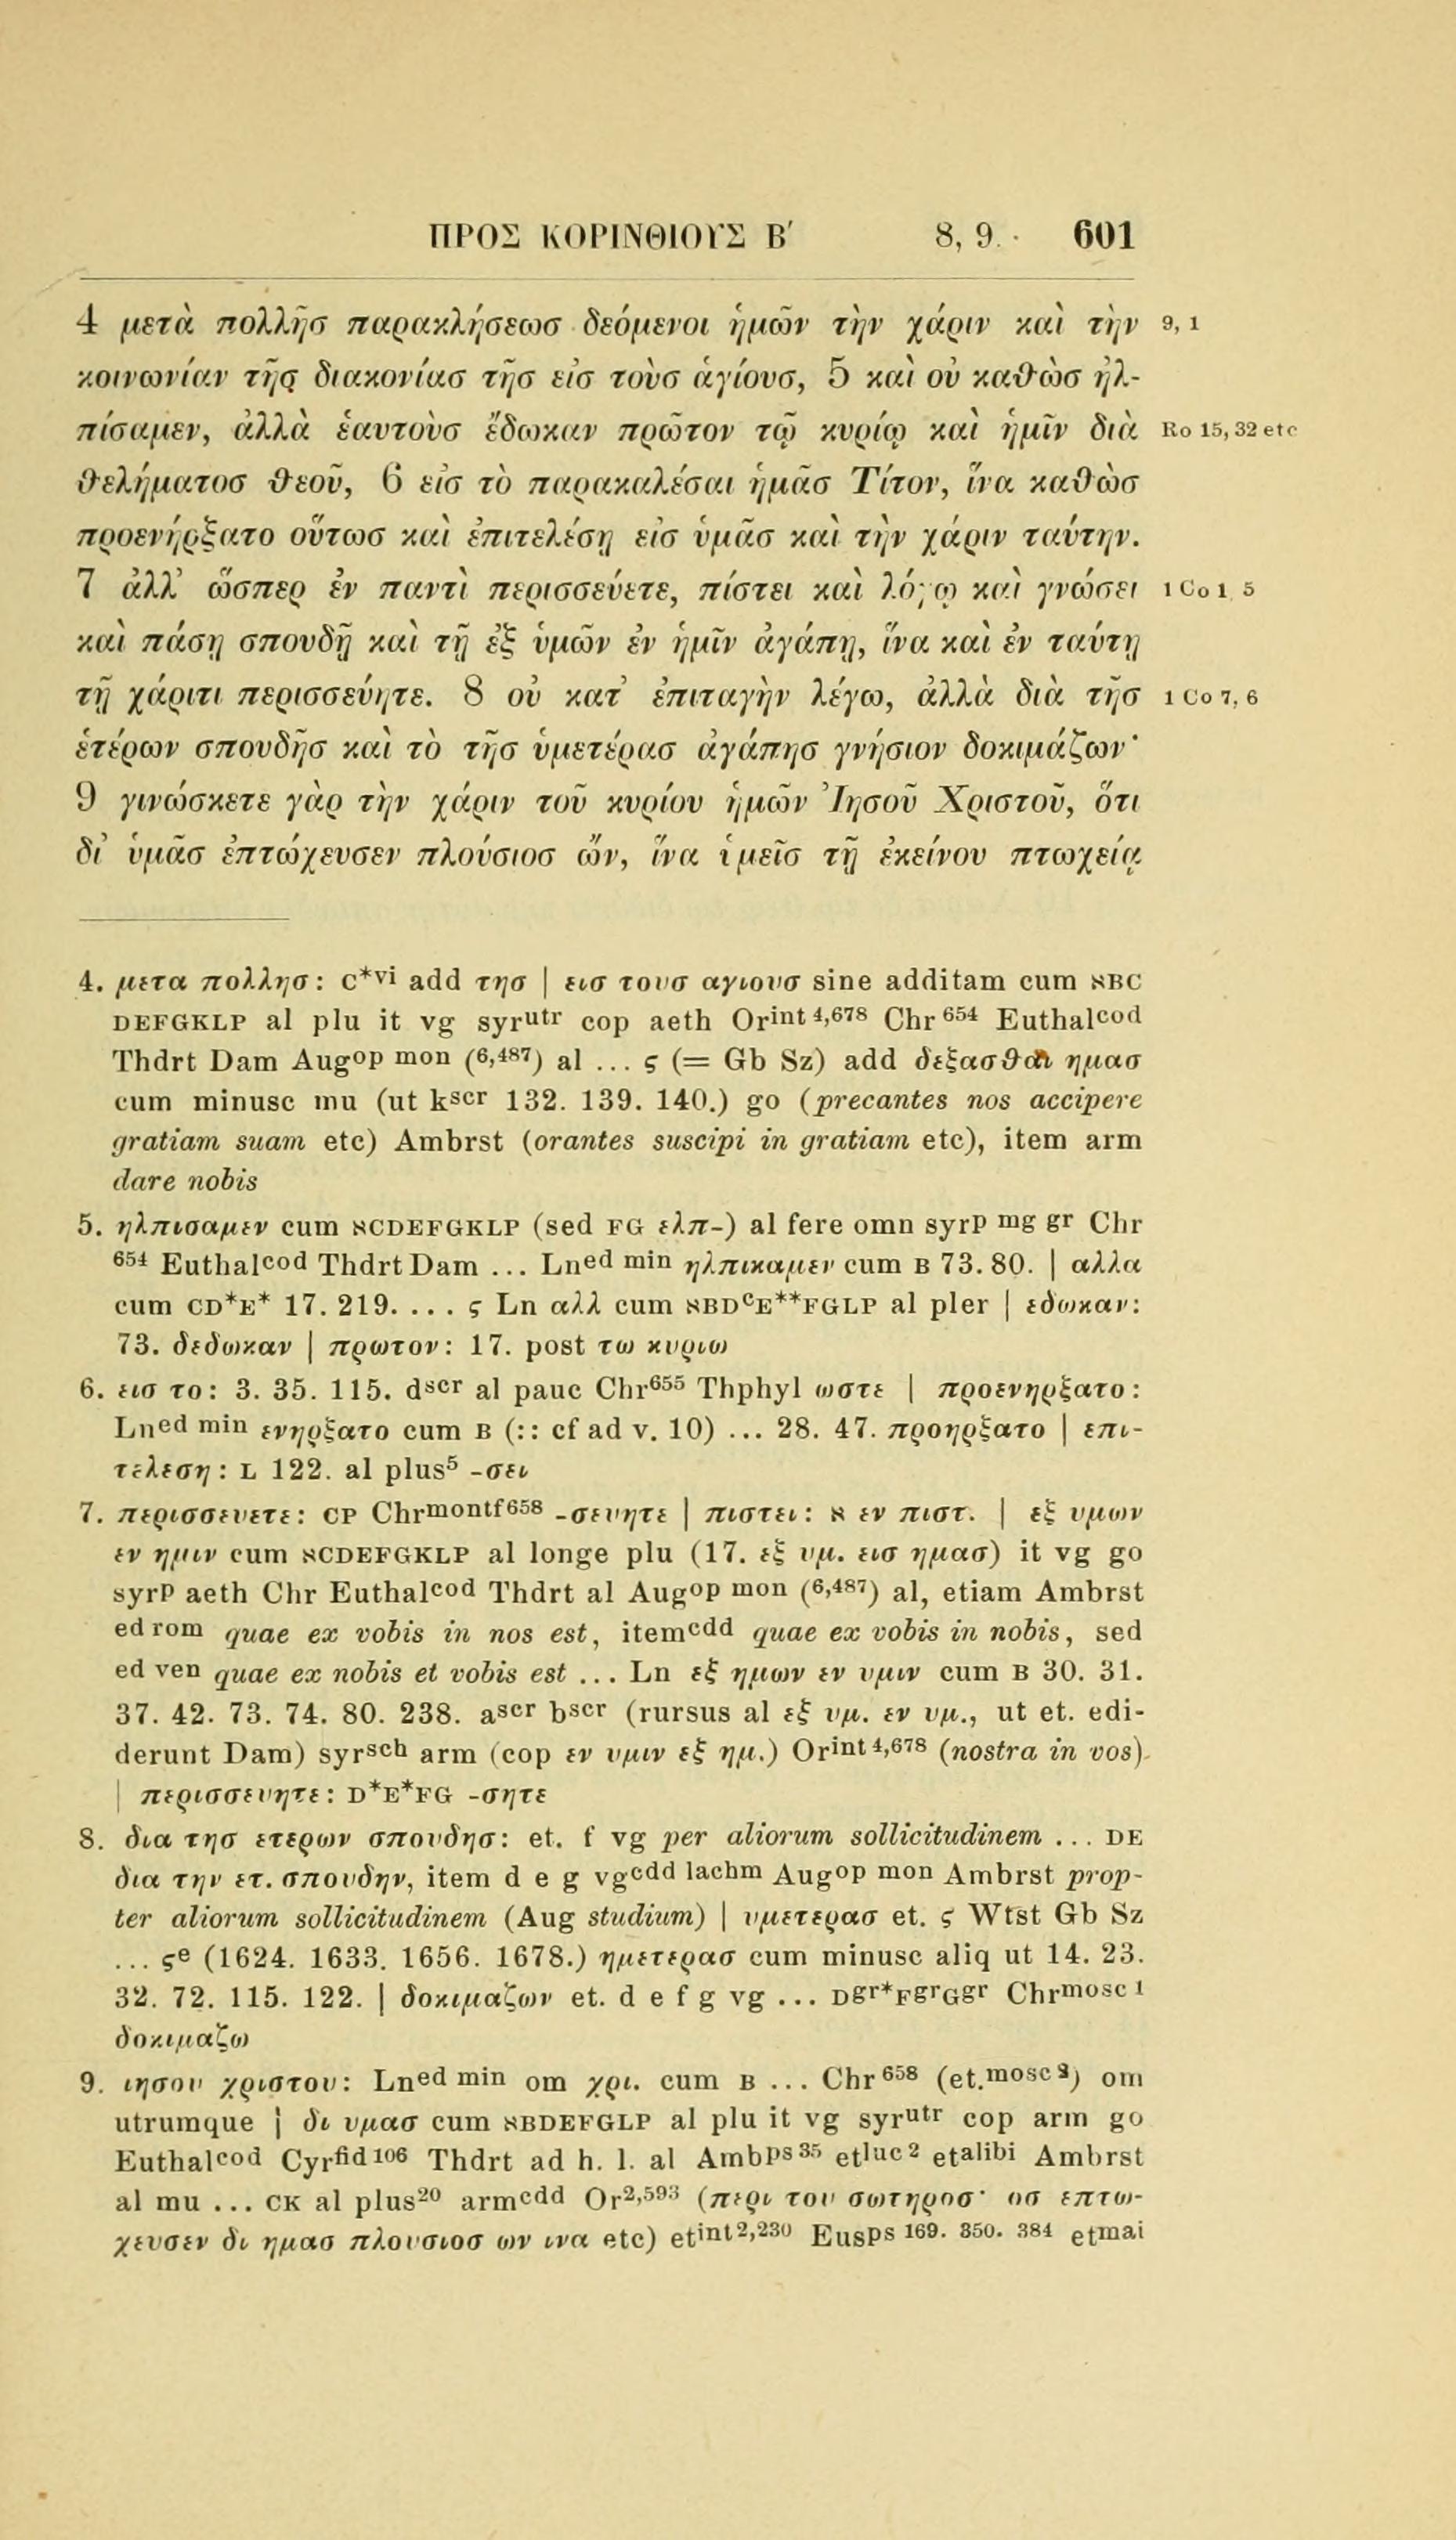 ΠΡΟΣ ΚΟΡΙΝΘΙΟΥΣ Β′ 8, 9. 601
4 μετὰ πολλῆσ παρακλήσεωσ δεόμενοι ἡμῶν τὴν χάριν καὶ τὴν 9, 1
κοινωνίαν τῆσ διακονίασ τῆσ εἰσ τοὺσ ἁγίουσ, 5 καὶ οὐ καθὼσ ἠλ-
πίσαμεν, ἀλλὰ ἑαυτοὺσ ἔδωκαν πρῶτον τῷ κυρίῳ καὶ ἡμῖν διὰ Ro 15, 32 etc
θελήματοσ θεοῦ, 6 εἰσ τὸ παρακαλέσαι ἡμᾶσ Τίτον, ἵνα καθὼσ
προενήρξατο οὕτωσ καὶ ἐπιτελέσῃ εἰσ ὑμᾶσ καὶ τὴν χάριν ταύτην.
7 ἀλλ’ ὥσπερ ἐν παντὶ περισσεύετε, πίστει καὶ λόγῳ καὶ γνώσει 1 Co 1, 5
καὶ πάσῃ σπουδῇ καὶ τῇ ἐξ ὑμῶν ἐν ἡμῖν ἀγάπῃ, ἵνα καὶ ἐν ταύτῃ
τῇ χάριτι περισσεύητε. 8 οὐ κατ’ ἐπιταγὴν λέγω, ἀλλὰ διὰ τῆσ 1 Co 7, 6
ἑτέρων σπουδῆσ καὶ τὸ τῆσ ὑμετέρασ ἀγάπησ γνήσιον δοκιμάζων·
9 γινώσκετε γὰρ τὴν χάριν τοῦ κυρίου ἡμῶν Ἰησοῦ Χριστοῦ, ὅτι
δι’ ὑμᾶσ ἐπτώχευσεν πλούσιοσ ὤν, ἵνα ὑμεῖσ τῇ ἐκείνου πτωχείᾳ
4. μετα πολλησ: C*vi add τησ | εισ τουσ αγιουσ sine additam cum אBC
DEFGKLP al plu it vg syrutr cop aeth Orint 4,678 Chr 654 Euthalcod
Thdrt Dam Augop mon (6,487) al ... ς (= Gb Sz) add δεξασθαι ημασ
cum minusc mu (ut kscr 132. 139. 140.) go (precantes nos accipere
gratiam suam etc) Ambrst (orantes suscipi in gratiam etc), item arm
dare nobis
5. ηλπισαμεν cum אCDEFGKLP (sed FG ελπ-) al fere omn syrp mg gr Chr
654 Euthalcod Thdrt Dam ... Lned min ηλπικαμεν cum B 73. 80. | αλλα
cum CD*E* 17. 219. ... ς Ln αλλ cum אBDcE**FGLP al pler | εδωκαν:
73. δεδωκαν | πρωτον: 17. post τω κυριω
6. εισ το: 3. 35. 115. dscr al pauc Chr655 Thphyl ωστε | προενηρξατο:
Lned min ενηρξατο cum B (:: cf ad v. 10) ... 28. 47. προηρξατο | επι-
τελεση: L 122. al plus5 -σει
7. περισσευετε: CP Chrmontf658 -σευητε | πιστει: א εν πιστ. | εξ υμων
εν ημιν cum אCDEFGKLP al longe plu (17. εξ υμ. εισ ημασ) it vg go
syrp aeth Chr Euthalcod Thdrt al Augop mon (6,487) al, etiam Ambrst
ed rom quae ex vobis in nos est, itemcdd quae ex vobis in nobis, sed
ed ven quae ex nobis et vobis est ... Ln εξ ημων εν υμιν cum B 30. 31.
37. 42. 73. 74. 80. 238. ascr bscr (rursus al εξ υμ. εν υμ., ut et. edi-
derunt Dam) syrsch arm (cop εν υμιν εξ ημ.) Orint 4,678 (nostra in vos)
| περισσευητε: D*E*FG -σητε
8. δια τησ ετερων σπουδησ: et. f vg per aliorum sollicitudinem ... DE
δια την ετ. σπουδην, item d e g vgcdd lachm Augop mon Ambrst prop-
ter aliorum sollicitudinem (Aug studium) | υμετερασ et. ς Wtst Gb Sz
... ςe (1624. 1633. 1656. 1678.) ημετερασ cum minusc aliq ut 14. 23.
32. 72. 115. 122. | δοκιμαζων et. d e f g vg ... Dgr*FgrGgr Chrmosc 1
δοκιμαζω
9. ιησου χριστου: Lned min om χρι. cum B ... Chr 658 (et.mosc 2) om
utrumque | δι υμασ cum אBDEFGLP al plu it vg syrutr cop arm go
Euthalcod Cyrfid 106 Thdrt ad h. l. al Ambps 35 etluc 2 etalibi Ambrst
al mu ... CK al plus20 armcdd Or2,593 (περι του σωτηροσ· οσ επτω-
χευσεν δι ημασ πλουσιοσ ων ινα etc) etint 2,230 Eusps 169. 350. 384 etmai